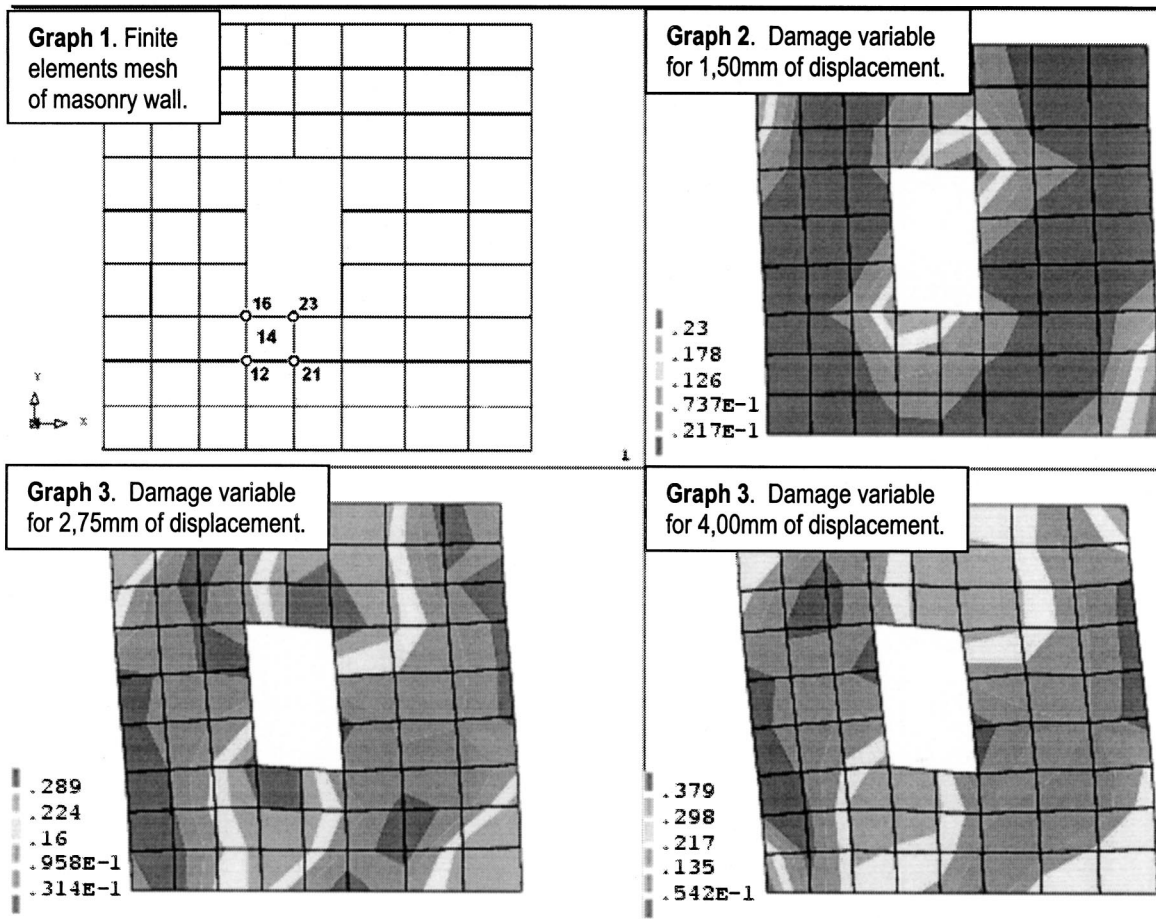 Graph 1. Finite
elements mesh
of masonry wall.
16
23
14
12
21
Y
X
1
Graph 2. Damage variable
for 1,50mm of displacement.
.23
.178
.126
.737E-1
.217E-1
Graph 3. Damage variable
for 2,75mm of displacement.
.289
.224
.16
.958E-1
.314E-1
Graph 3. Damage variable
for 4,00mm of displacement.
.379
.298
.217
.135
.542E-1